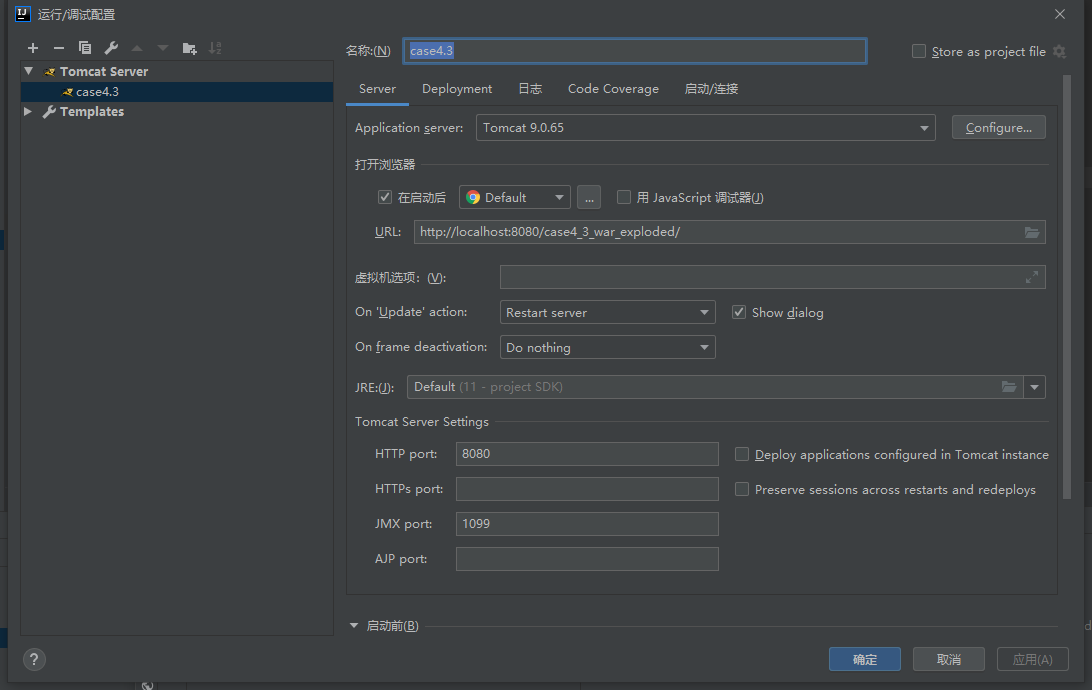 运行/调试配置
Tomcat Server
case4.3
Templates
名称:(N) case4.3 Store as project file
Server Deployment 日志 Code Coverage 启动/连接
Application server: Tomcat 9.0.65 Configure...
打开浏览器
在启动后 Default ... 用 JavaScript 调试器(J)
URL: http://localhost:8080/case4_3_war_exploded/
虚拟机选项: (V):
On 'Update' action: Restart server Show dialog
On frame deactivation: Do nothing
JRE:(J): Default (11 - project SDK)
Tomcat Server Settings
HTTP port: 8080 Deploy applications configured in Tomcat instance
HTTPs port: Preserve sessions across restarts and redeploys
JMX port: 1099
AJP port:
启动前(B)
? 确定 取消 应用(A)